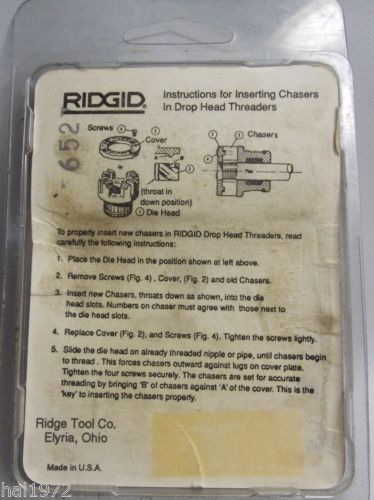 RIDGID
Instructions for Inserting Chasers
In Drop Head Threaders
652
Screws 4
2
Cover
A
B
3
4
(throat in
down position)
1 Die Head
2
3
Chasers
Pipe
To properly insert new chasers in RIDGID Drop Head Threaders, read
carefully the following instructions:
1. Place the Die Head in the position shown at left above.
2. Remove Screws (Fig. 4) , Cover, (Fig. 2) and old Chasers.
3. Insert new Chasers, throats down as shown, into the die
head slots. Numbers on chaser must agree with those next to
the die head slots.
4. Replace Cover (Fig. 2), and Screws (Fig. 4). Tighten the screws lightly.
5. Slide the die head on already threaded nipple or pipe, until chasers begin
to thread . This forces chasers outward against lugs on cover plate.
Tighten the four screws securely. The chasers are set for accurate
threading by bringing 'B' of chasers against 'A' of the cover. This is the
'key' to inserting the chasers properly.
Ridge Tool Co.
Elyria, Ohio
Made in U.S.A.
hal1972